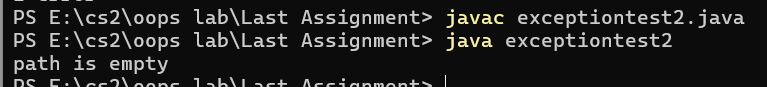 PS E:\cs2\oops lab\Last Assignment> javac exceptiontest2.java
PS E:\cs2\oops lab\Last Assignment> java exceptiontest2
path is empty
PS E:\cs2\oops lab\Last Assignment>